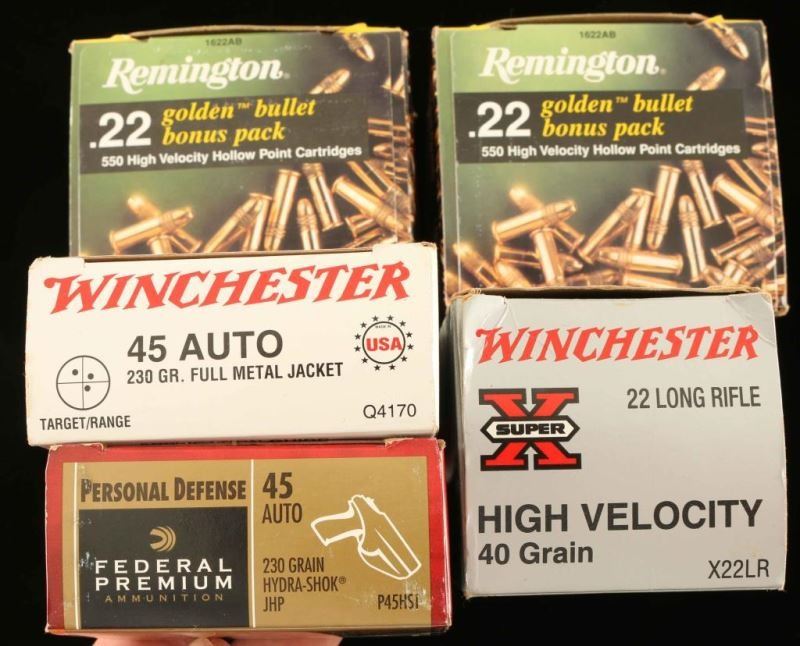 1622AB
Remington®
.22 golden™ bullet
bonus pack
550 High Velocity Hollow Point Cartridges
1622AB
Remington®
.22 golden™ bullet
bonus pack
550 High Velocity Hollow Point Cartridges
WINCHESTER
45 AUTO
230 GR. FULL METAL JACKET
MADE IN
USA
TARGET/RANGE
Q4170
WINCHESTER
22 LONG RIFLE
SUPER X
HIGH VELOCITY
40 Grain
X22LR
PERSONAL DEFENSE
FEDERAL
PREMIUM
AMMUNITION
45
AUTO
230 GRAIN
HYDRA-SHOK®
JHP
P45HS1